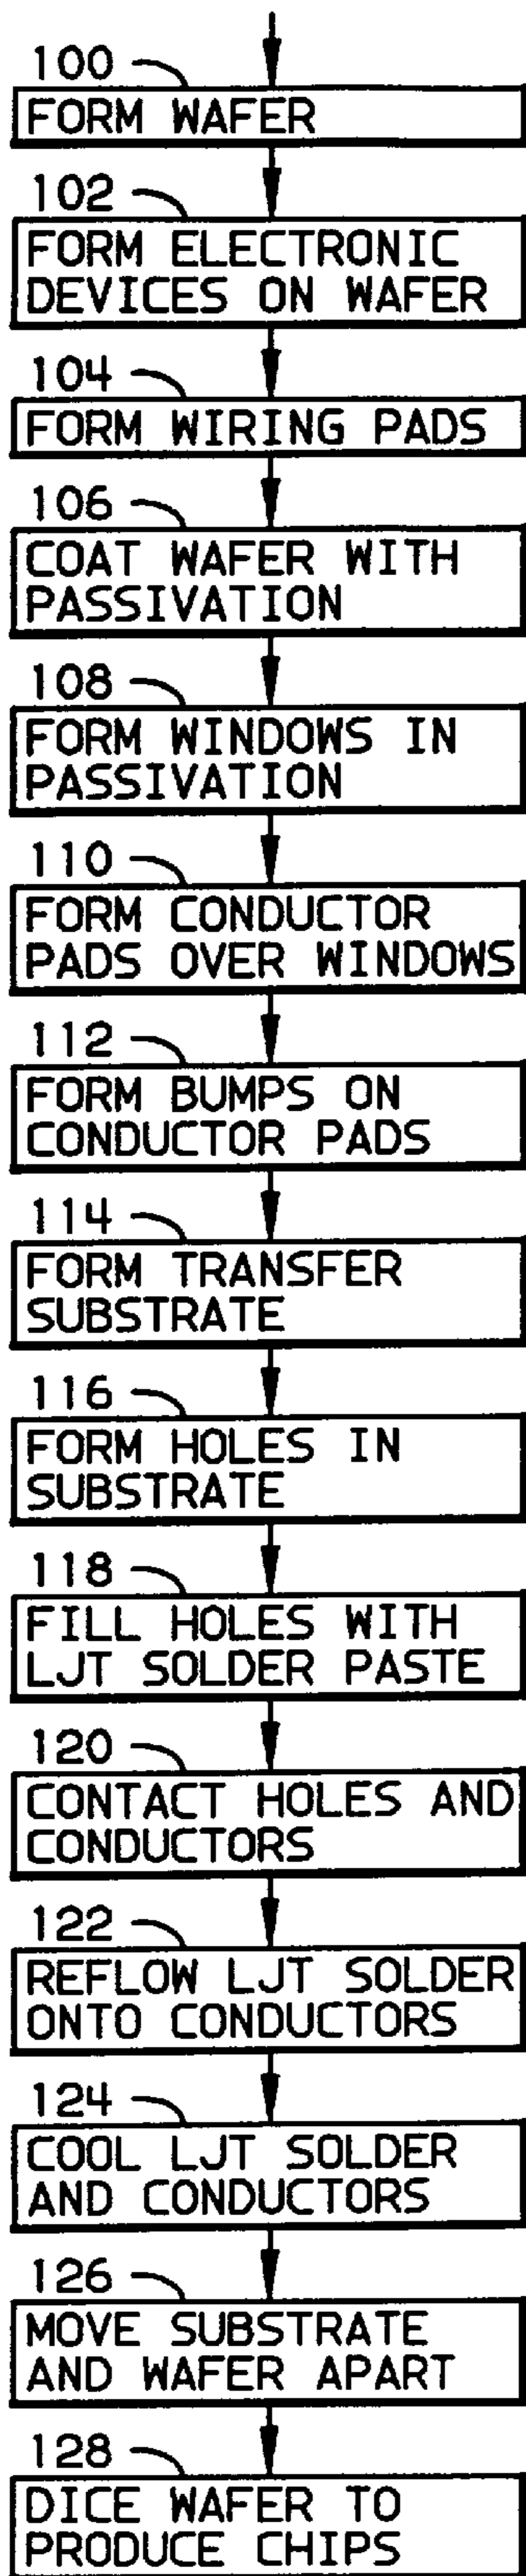 100
FORM WAFER
102
FORM ELECTRONIC
DEVICES ON WAFER
104
FORM WIRING PADS
106
COAT WAFER WITH
PASSIVATION
108
FORM WINDOWS IN
PASSIVATION
110
FORM CONDUCTOR
PADS OVER WINDOWS
112
FORM BUMPS ON
CONDUCTOR PADS
114
FORM TRANSFER
SUBSTRATE
116
FORM HOLES IN
SUBSTRATE
118
FILL HOLES WITH
LJT SOLDER PASTE
120
CONTACT HOLES AND
CONDUCTORS
122
REFLOW LJT SOLDER
ONTO CONDUCTORS
124
COOL LJT SOLDER
AND CONDUCTORS
126
MOVE SUBSTRATE
AND WAFER APART
128
DICE WAFER TO
PRODUCE CHIPS